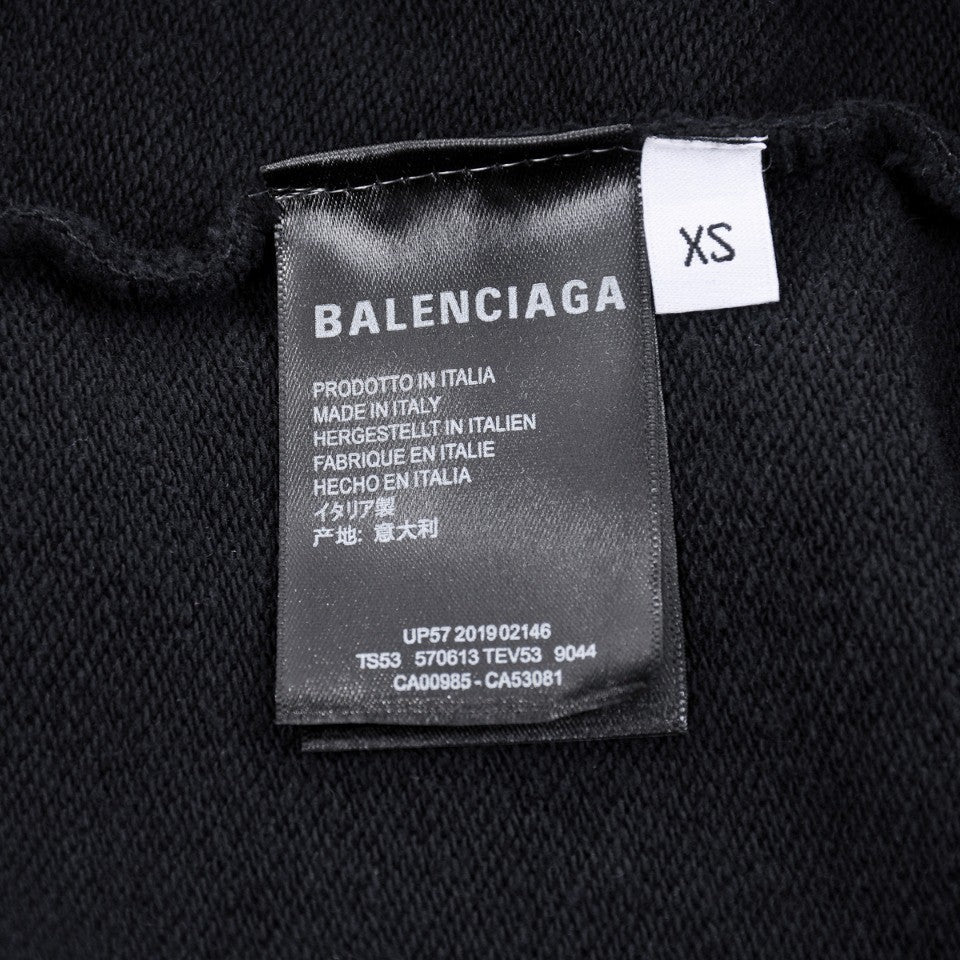 XS
BALENCIAGA
PRODOTTO IN ITALIA
MADE IN ITALY
HERGESTELLT IN ITALIEN
FABRIQUE EN ITALIE
HECHO EN ITALIA
イタリア製
产地: 意大利
UP57 2019 02146
TS53 570613 TEV53 9044
CA00985 - CA53081